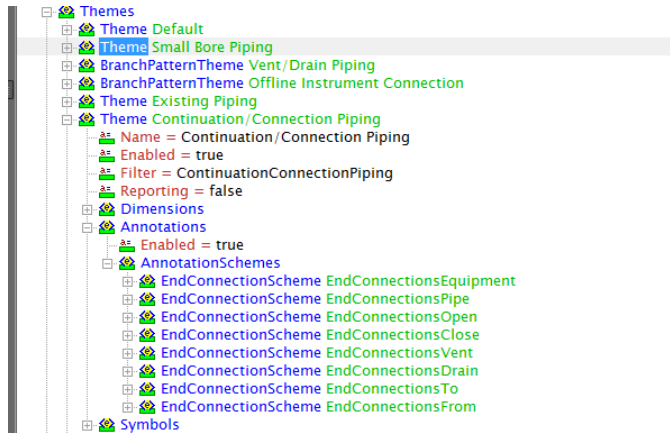 Themes
Theme Default
Theme Small Bore Piping
BranchPatternTheme Vent/Drain Piping
BranchPatternTheme Offline Instrument Connection
Theme Existing Piping
Theme Continuation/Connection Piping
Name = Continuation/Connection Piping
Enabled = true
Filter = ContinuationConnectionPiping
Reporting = false
Dimensions
Annotations
Enabled = true
AnnotationSchemes
EndConnectionScheme EndConnectionsEquipment
EndConnectionScheme EndConnectionsPipe
EndConnectionScheme EndConnectionsOpen
EndConnectionScheme EndConnectionsClose
EndConnectionScheme EndConnectionsVent
EndConnectionScheme EndConnectionsDrain
EndConnectionScheme EndConnectionsTo
EndConnectionScheme EndConnectionsFrom
Symbols